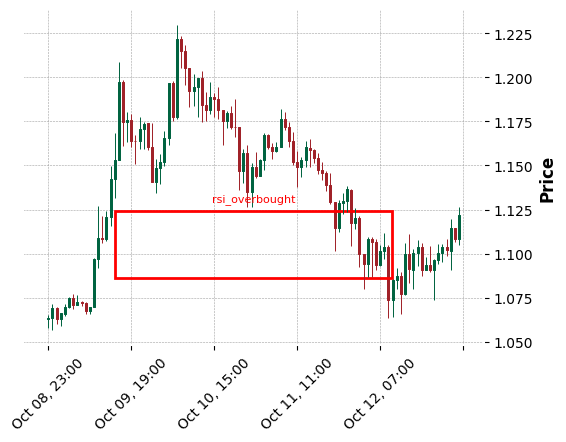 1.225
1.200
1.175
1.150
1.125
1.100
1.075
1.050
Price
rsi_overbought
Oct 08, 23:00
Oct 09, 19:00
Oct 10, 15:00
Oct 11, 11:00
Oct 12, 07:00